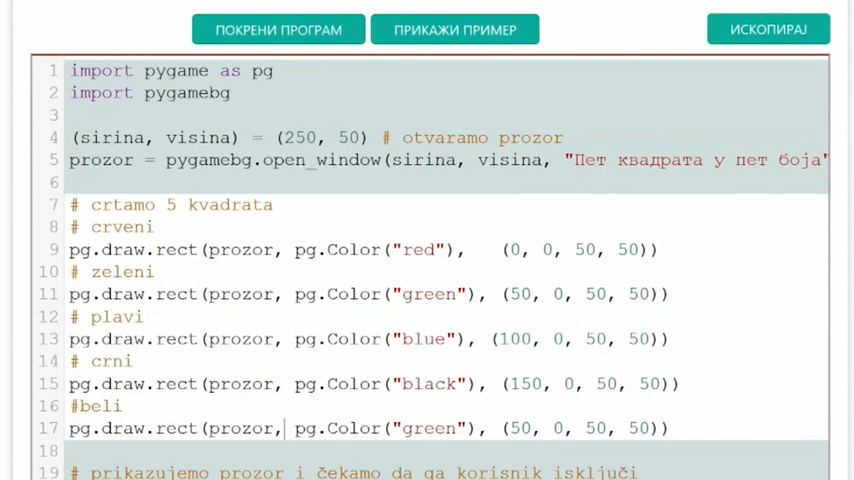 ПОКРЕНИ ПРОГРАМ ПРИКАЖИ ПРИМЕР ИСКОПИРАЈ
1 import pygame as pg
2 import pygamebg
3
4 (sirina, visina) = (250, 50) # otvaramo prozor
5 prozor = pygamebg.open_window(sirina, visina, "Пет квадрата у пет боја"
6
7 # crtamo 5 kvadrata
8 # crveni
9 pg.draw.rect(prozor, pg.Color("red"),   (0, 0, 50, 50))
10 # zeleni
11 pg.draw.rect(prozor, pg.Color("green"), (50, 0, 50, 50))
12 # plavi
13 pg.draw.rect(prozor, pg.Color("blue"), (100, 0, 50, 50))
14 # crni
15 pg.draw.rect(prozor, pg.Color("black"), (150, 0, 50, 50))
16 #beli
17 pg.draw.rect(prozor, pg.Color("green"), (50, 0, 50, 50))
18
19 # prikazujemo prozor i čekamo da ga korisnik isključi